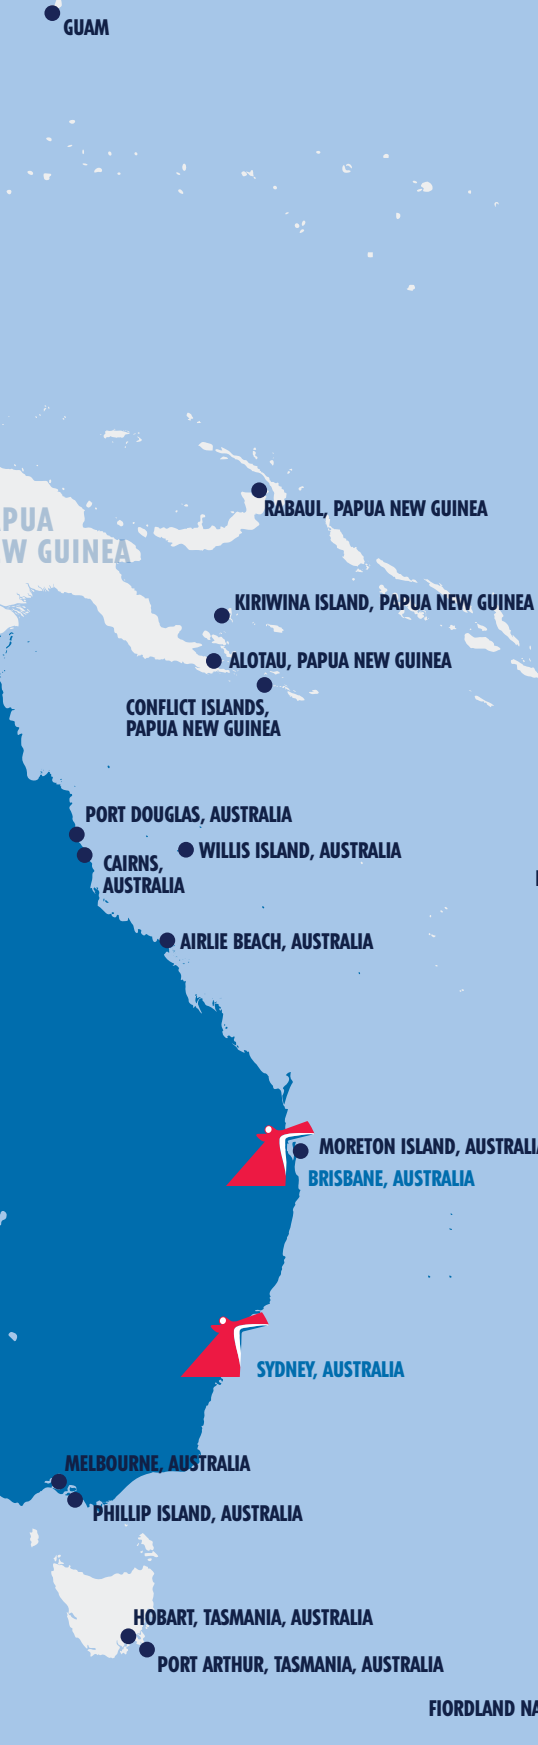 GUAM
PUA
W GUINEA
RABAUL, PAPUA NEW GUINEA
KIRIWINA ISLAND, PAPUA NEW GUINEA
ALOTAU, PAPUA NEW GUINEA
CONFLICT ISLANDS,
PAPUA NEW GUINEA
PORT DOUGLAS, AUSTRALIA
WILLIS ISLAND, AUSTRALIA
CAIRNS,
AUSTRALIA
AIRLIE BEACH, AUSTRALIA
MORETON ISLAND, AUSTRALIA
BRISBANE, AUSTRALIA
SYDNEY, AUSTRALIA
MELBOURNE, AUSTRALIA
PHILLIP ISLAND, AUSTRALIA
HOBART, TASMANIA, AUSTRALIA
PORT ARTHUR, TASMANIA, AUSTRALIA
FIORDLAND NA